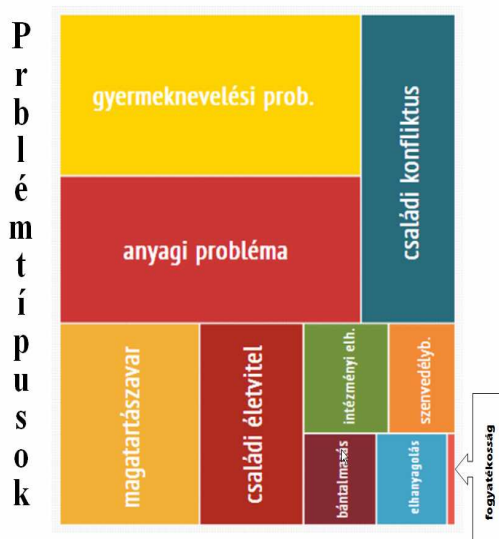 Prblémtípusok
gyermeknevelési prob.
családi konfliktus
anyagi probléma
magatartászavar
családi életvitel
intézményi elh.
szenvedélyb.
bántalmazás
elhanyagolás
fogyatékosság